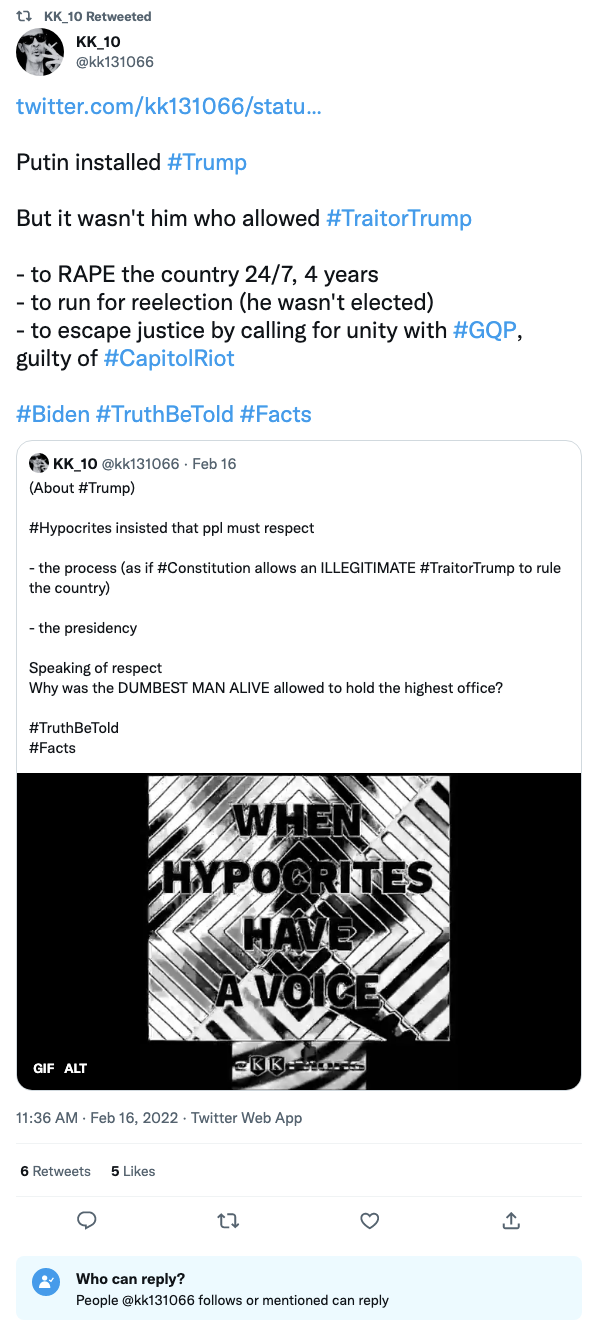 KK_10 Retweeted
KK_10
@kk131066
twitter.com/kk131066/statu...
Putin installed #Trump
But it wasn't him who allowed #TraitorTrump
- to RAPE the country 24/7, 4 years
- to run for reelection (he wasn't elected)
- to escape justice by calling for unity with #GQP,
guilty of #CapitolRiot
#Biden #TruthBeTold #Facts
KK_10 @kk131066 · Feb 16
(About #Trump)
#Hypocrites insisted that ppl must respect
- the process (as if #Constitution allows an ILLEGITIMATE #TraitorTrump to rule
the country)
- the presidency
Speaking of respect
Why was the DUMBEST MAN ALIVE allowed to hold the highest office?
#TruthBeTold
#Facts
WHEN
HYPOCRITES
HAVE
A VOICE
GIF ALT
11:36 AM · Feb 16, 2022 · Twitter Web App
6 Retweets 5 Likes
Who can reply?
People @kk131066 follows or mentioned can reply